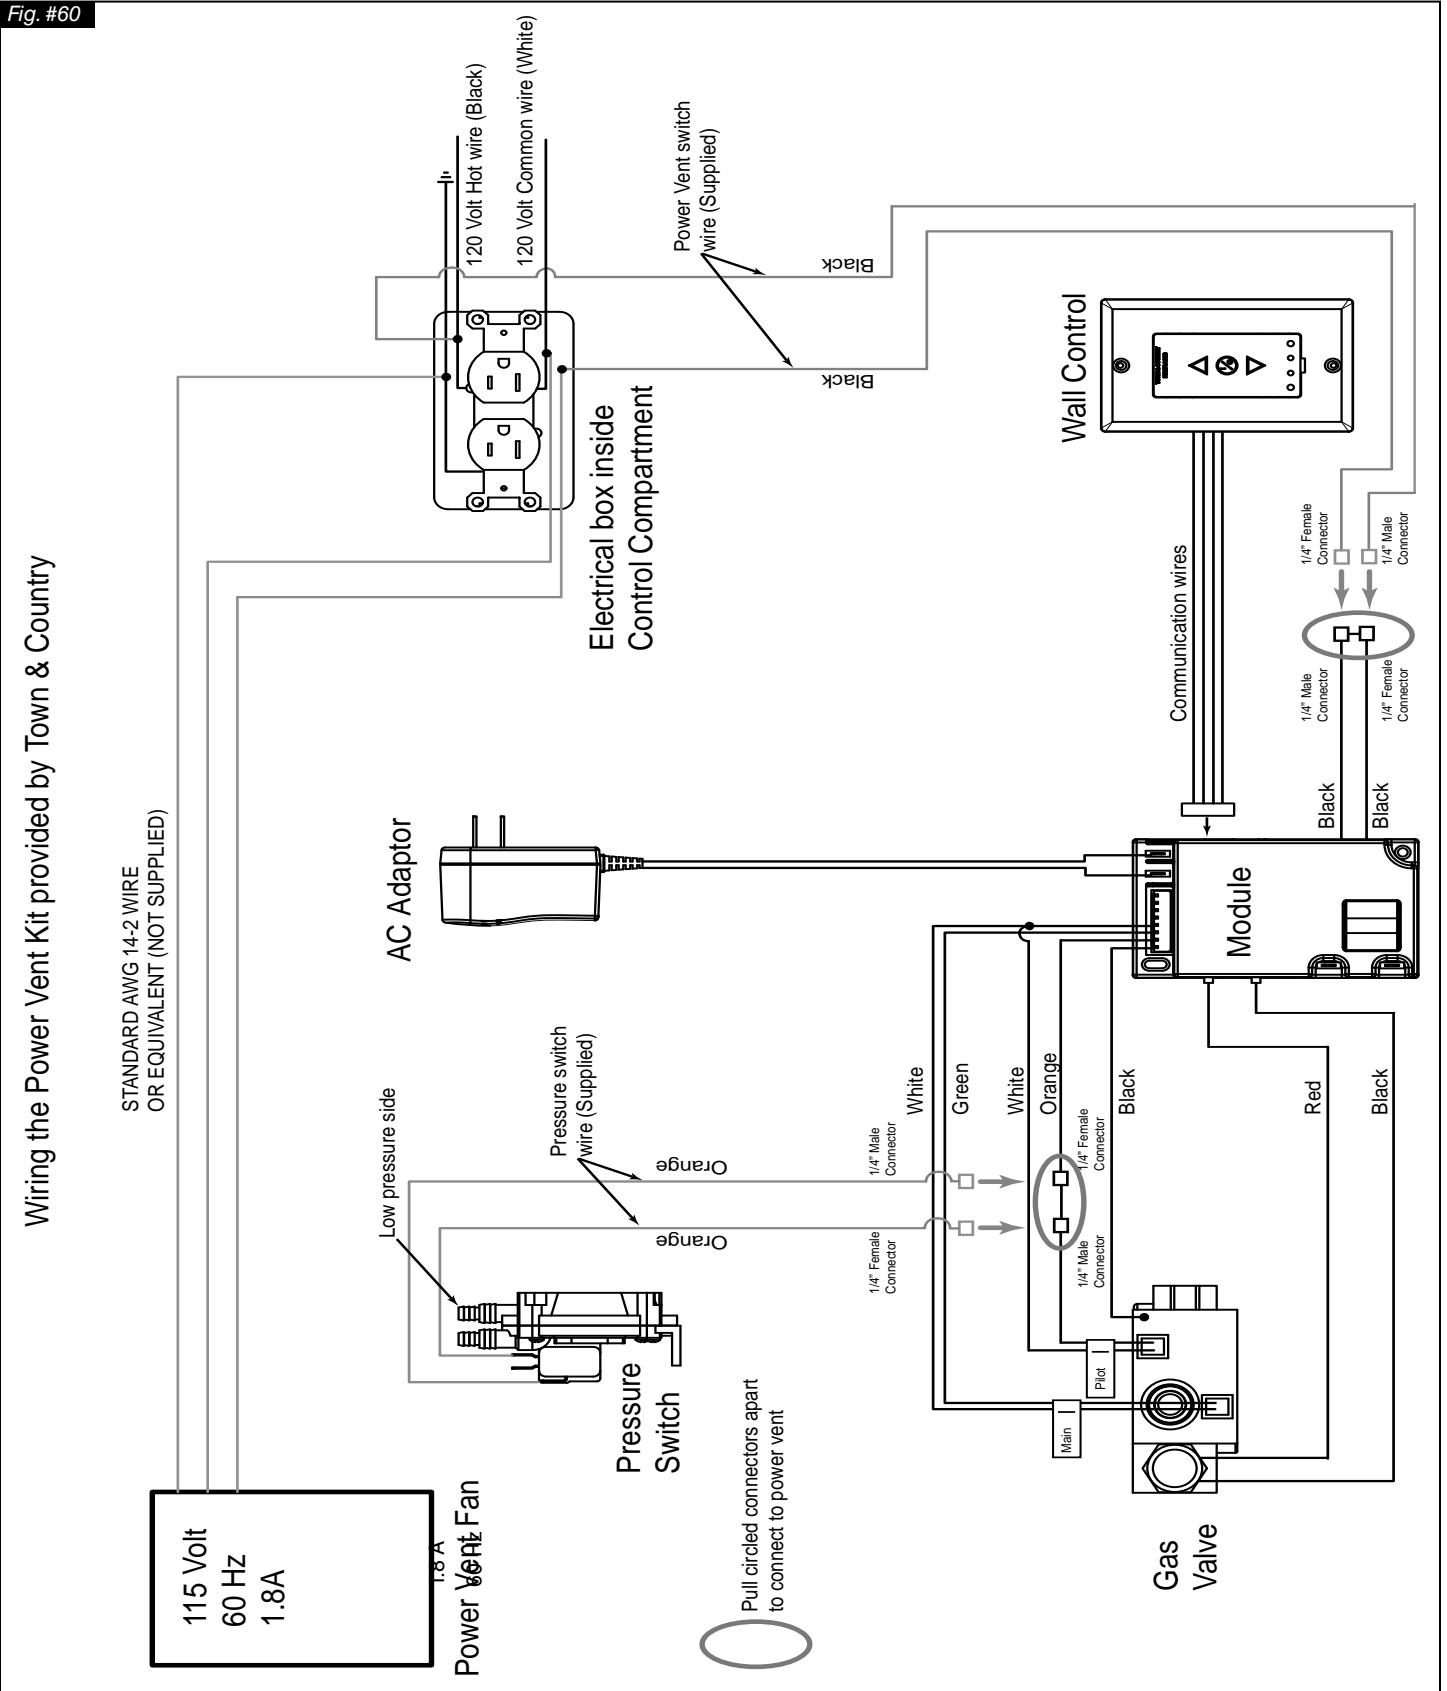 Fig. #60
Wiring the Power Vent Kit provided by Town & Country
STANDARD AWG 14-2 WIRE
OR EQUIVALENT (NOT SUPPLIED)
115 Volt
60 Hz
1.8A
1.8 A
60 Hz
Power Vent Fan
Low pressure side
Pressure switch
wire (Supplied)
Orange
Orange
Pressure
Switch
AC Adaptor
120 Volt Hot wire (Black)
120 Volt Common wire (White)
Electrical box inside
Control Compartment
Power Vent switch
wire (Supplied)
Black
Black
Pull circled connectors apart
to connect to power vent
1/4" Male
Connector
1/4" Female
Connector
White
Green
White
Orange
Black
1/4" Female
Connector
1/4" Male
Connector
Pilot
Main
Gas
Valve
Red
Black
Module
Communication wires
Wall Control
1/4" Female
Connector
1/4" Male
Connector
1/4" Male
Connector
1/4" Female
Connector
Black
Black